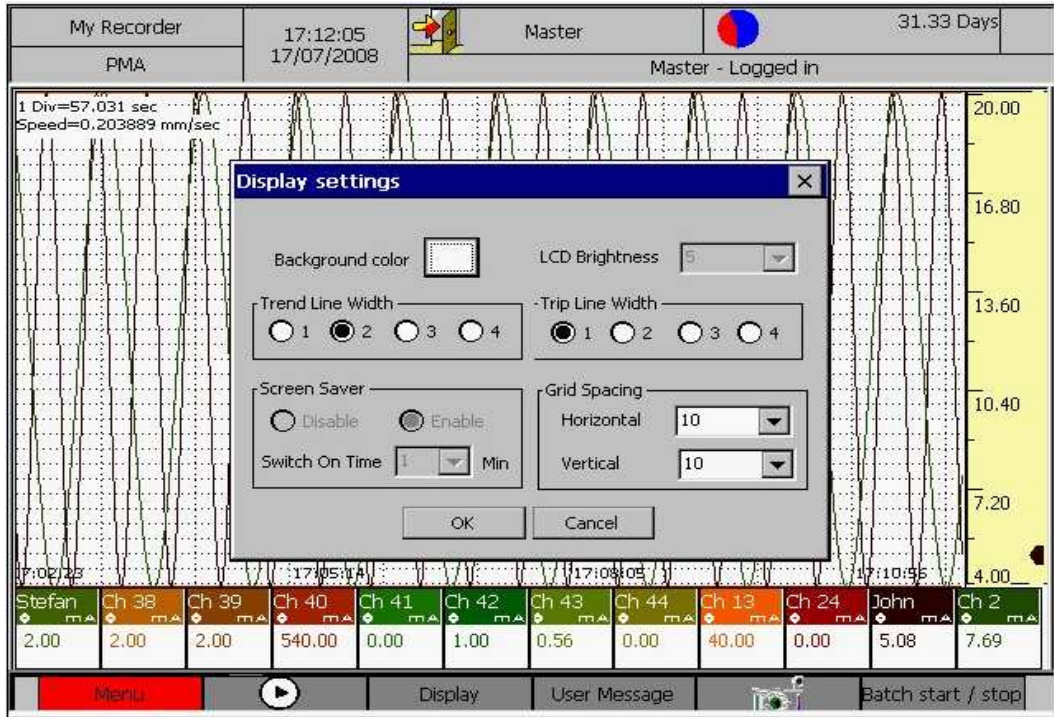 My Recorder
PMA
17:12:05
17/07/2008
Master
31.33 Days
Master - Logged in
1 Div=57.031 sec
Speed=0.203889 mm/sec
20.00
16.80
13.60
10.40
7.20
4.00
Display settings
Background color
LCD Brightness 5
Trend Line Width
1 2 3 4
Trip Line Width
1 2 3 4
Screen Saver
Disable Enable
Switch On Time 1 Min
Grid Spacing
Horizontal 10
Vertical 10
OK Cancel
17:05:14 17:08:05 17:10:56
Stefan Ch 38 Ch 39 Ch 40 Ch 41 Ch 42 Ch 43 Ch 44 Ch 13 Ch 24 John Ch 2
mA mA mA mA mA mA mA mA mA mA mA mA
2.00 2.00 2.00 540.00 0.00 1.00 0.56 0.00 40.00 0.00 5.08 7.69
Menu Display User Message Batch start / stop